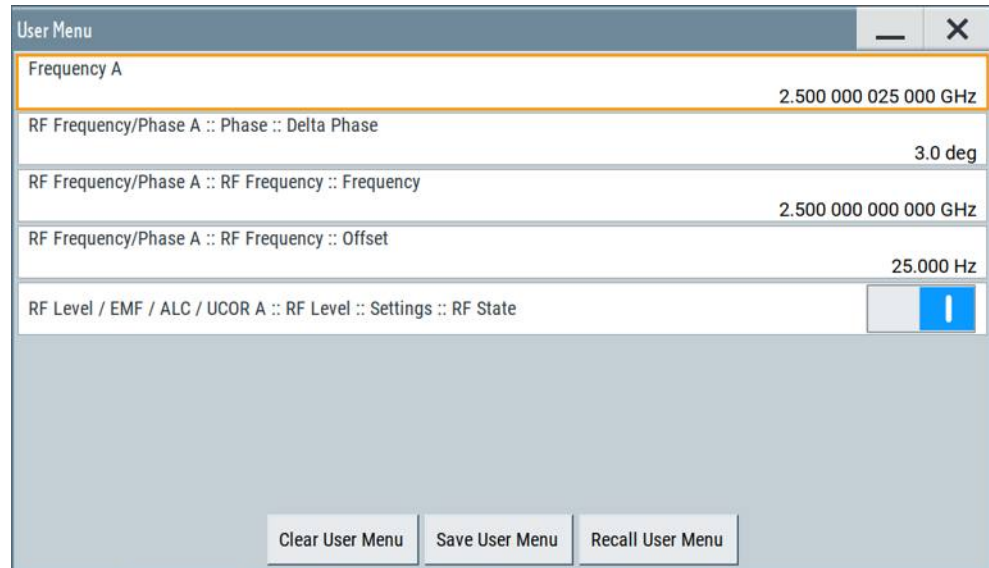 User Menu
Frequency A
2.500 000 025 000 GHz
RF Frequency/Phase A :: Phase :: Delta Phase
3.0 deg
RF Frequency/Phase A :: RF Frequency :: Frequency
2.500 000 000 000 GHz
RF Frequency/Phase A :: RF Frequency :: Offset
25.000 Hz
RF Level / EMF / ALC / UCOR A :: RF Level :: Settings :: RF State
Clear User Menu Save User Menu Recall User Menu